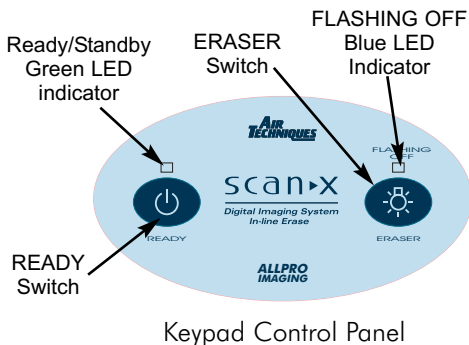 Ready/Standby
Green LED
indicator
ERASER
Switch
FLASHING OFF
Blue LED
Indicator
AIR
TECHNIQUES
FLASHING
OFF
scan▸x
Digital Imaging System
In-line Erase
READY
ERASER
READY
Switch
ALLPRO
IMAGING
Keypad Control Panel